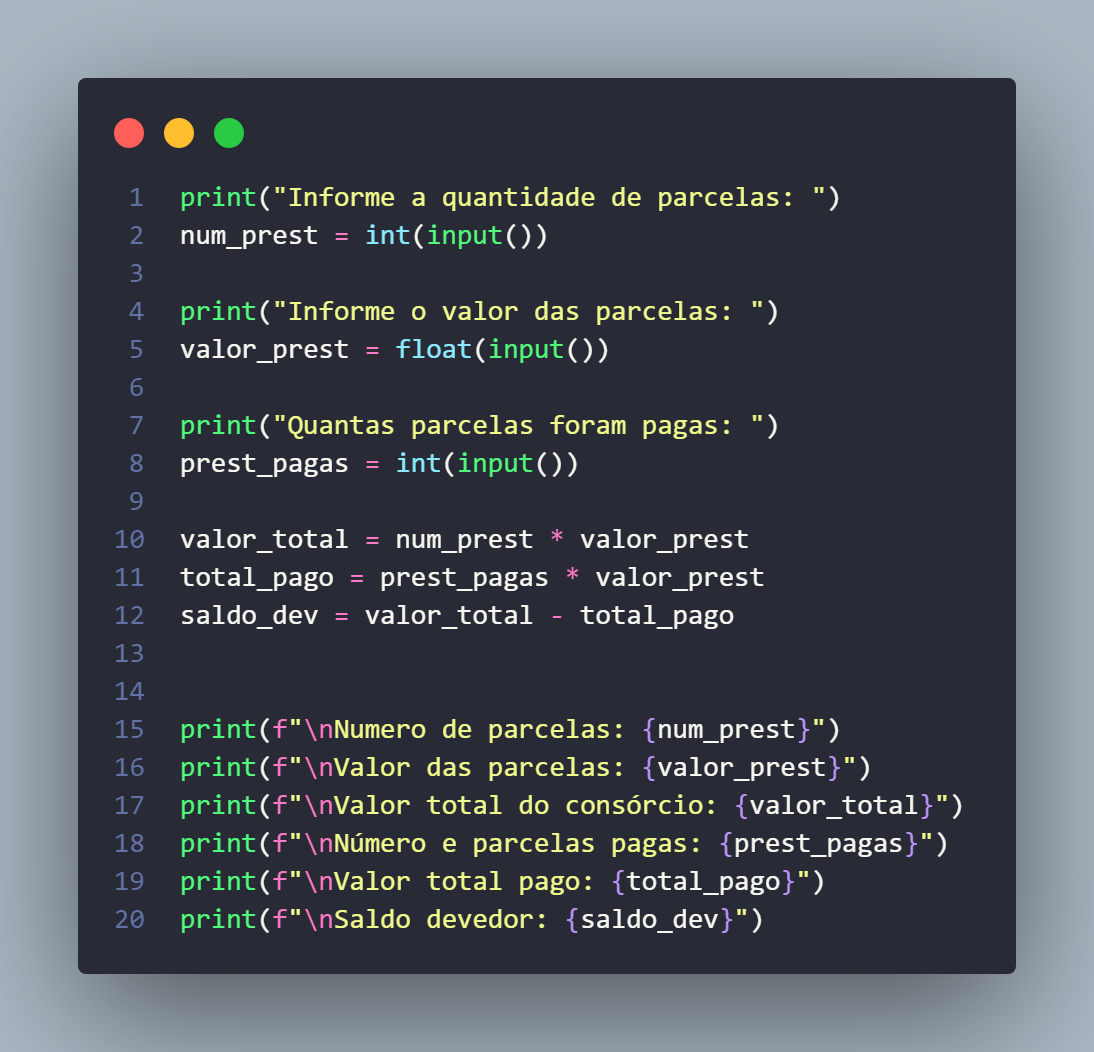 1 print("Informe a quantidade de parcelas: ")
2 num_prest = int(input())
3
4 print("Informe o valor das parcelas: ")
5 valor_prest = float(input())
6
7 print("Quantas parcelas foram pagas: ")
8 prest_pagas = int(input())
9
10 valor_total = num_prest * valor_prest
11 total_pago = prest_pagas * valor_prest
12 saldo_dev = valor_total - total_pago
13
14
15 print(f"\nNumero de parcelas: {num_prest}")
16 print(f"\nValor das parcelas: {valor_prest}")
17 print(f"\nValor total do consórcio: {valor_total}")
18 print(f"\nNúmero e parcelas pagas: {prest_pagas}")
19 print(f"\nValor total pago: {total_pago}")
20 print(f"\nSaldo devedor: {saldo_dev}")